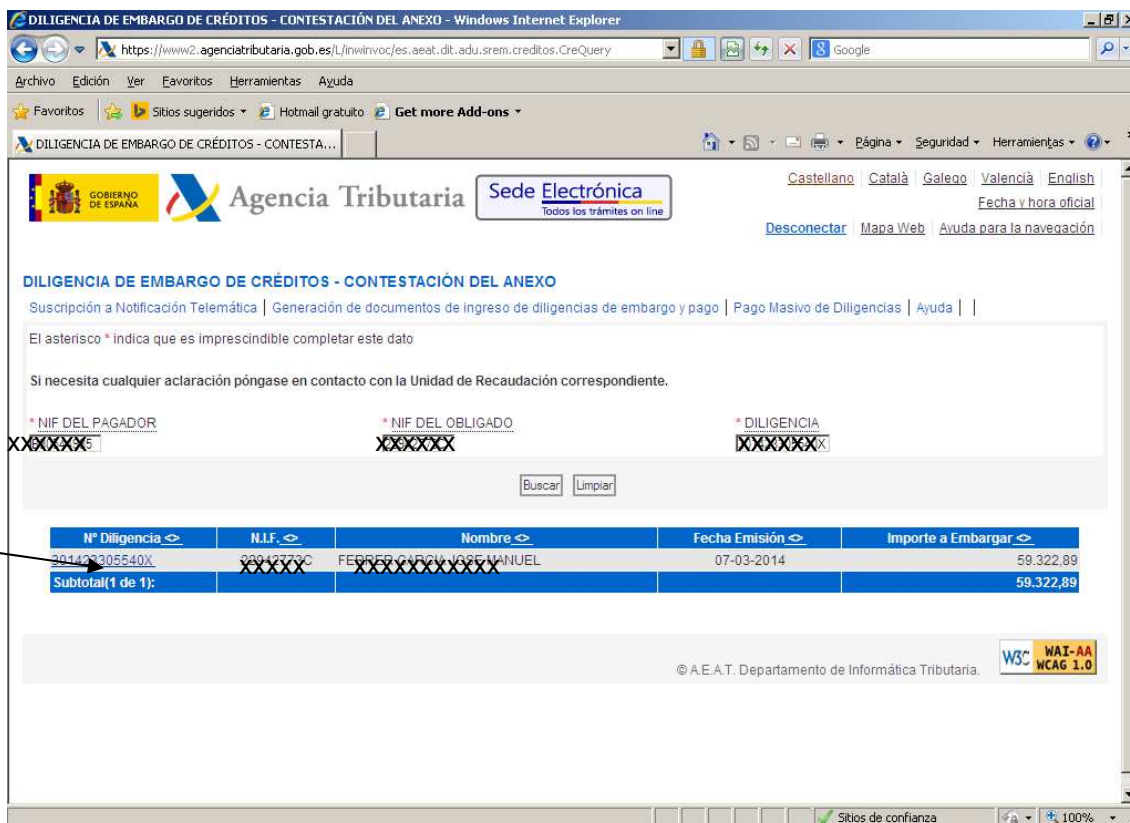 DILIGENCIA DE EMBARGO DE CRÉDITOS - CONTESTACIÓN DEL ANEXO - Windows Internet Explorer
https://www2.agenciatributaria.gob.es/L/inwinvoc/es.aeat.dit.adu.srem.creditos.CreQuery Google
Archivo Edición Ver Favoritos Herramientas Ayuda
Favoritos Sitios sugeridos Hotmail gratuito Get more Add-ons
DILIGENCIA DE EMBARGO DE CRÉDITOS - CONTESTA... Página Seguridad Herramientas
GOBIERNO DE ESPAÑA
Agencia Tributaria
Sede Electrónica
Todos los trámites on line
Castellano Català Galego Valencià English
Fecha y hora oficial
Desconectar Mapa Web Ayuda para la navegación
DILIGENCIA DE EMBARGO DE CRÉDITOS - CONTESTACIÓN DEL ANEXO
Suscripción a Notificación Telemática | Generación de documentos de ingreso de diligencias de embargo y pago | Pago Masivo de Diligencias | Ayuda | |
El asterisco * indica que es imprescindible completar este dato
Si necesita cualquier aclaración póngase en contacto con la Unidad de Recaudación correspondiente.
* NIF DEL PAGADOR * NIF DEL OBLIGADO * DILIGENCIA
XXXXXX XXXXXX XXXXXX
Buscar Limpiar
Nº Diligencia <> N.I.F. <> Nombre <> Fecha Emisión <> Importe a Embargar <>
XXXXX XXXXXXXXXXX 07-03-2014 59.322,89
Subtotal(1 de 1): 59.322,89
© A.E.A.T. Departamento de Informática Tributaria.
W3C WAI-AA WCAG 1.0
Sitios de confianza 100%